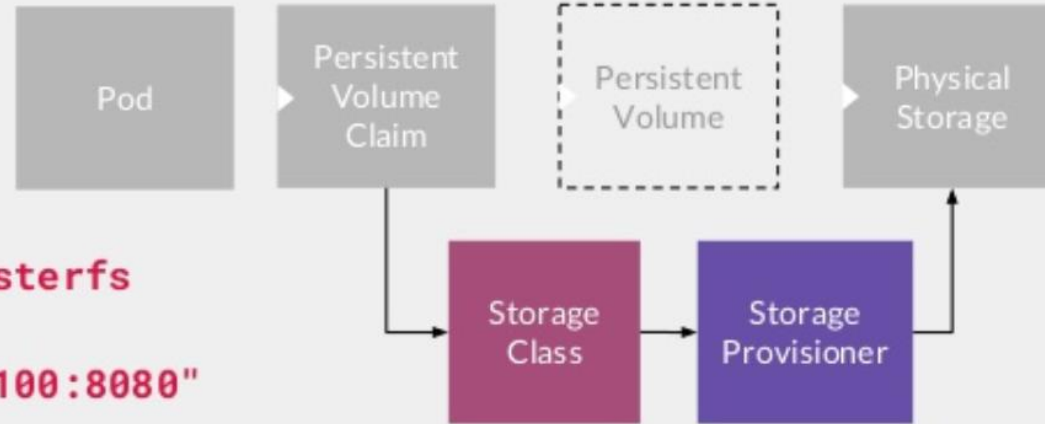 Pod
Persistent
Volume
Claim
Persistent
Volume
Physical
Storage
sterfs
100:8080"
Storage
Class
Storage
Provisioner